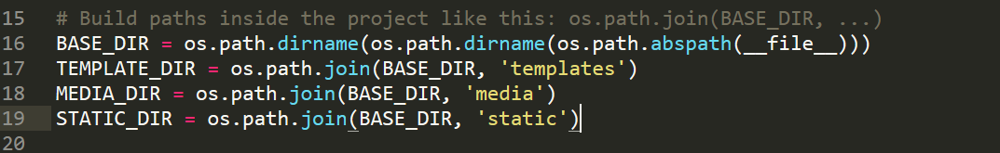 15 # Build paths inside the project like this: os.path.join(BASE_DIR, ...)
16 BASE_DIR = os.path.dirname(os.path.dirname(os.path.abspath(__file__)))
17 TEMPLATE_DIR = os.path.join(BASE_DIR, 'templates')
18 MEDIA_DIR = os.path.join(BASE_DIR, 'media')
19 STATIC_DIR = os.path.join(BASE_DIR, 'static')
20